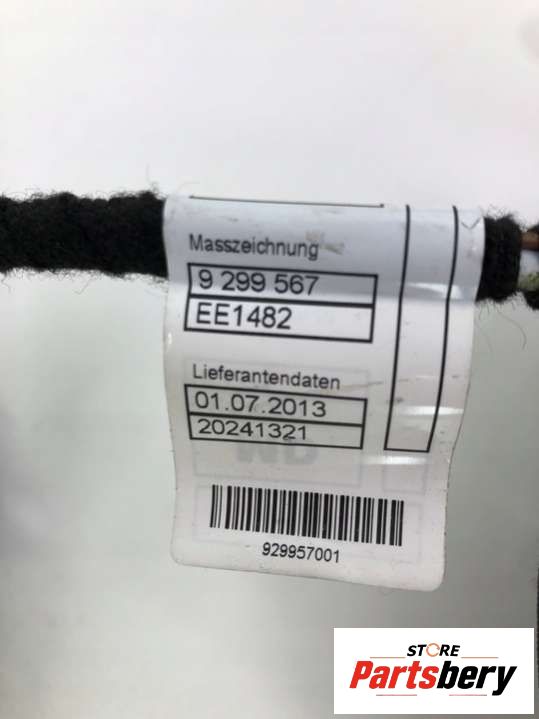 Masszeichnung
9 299 567
EE1482
Lieferantendaten
01.07.2013
20241321
929957001
STORE
Partsbery